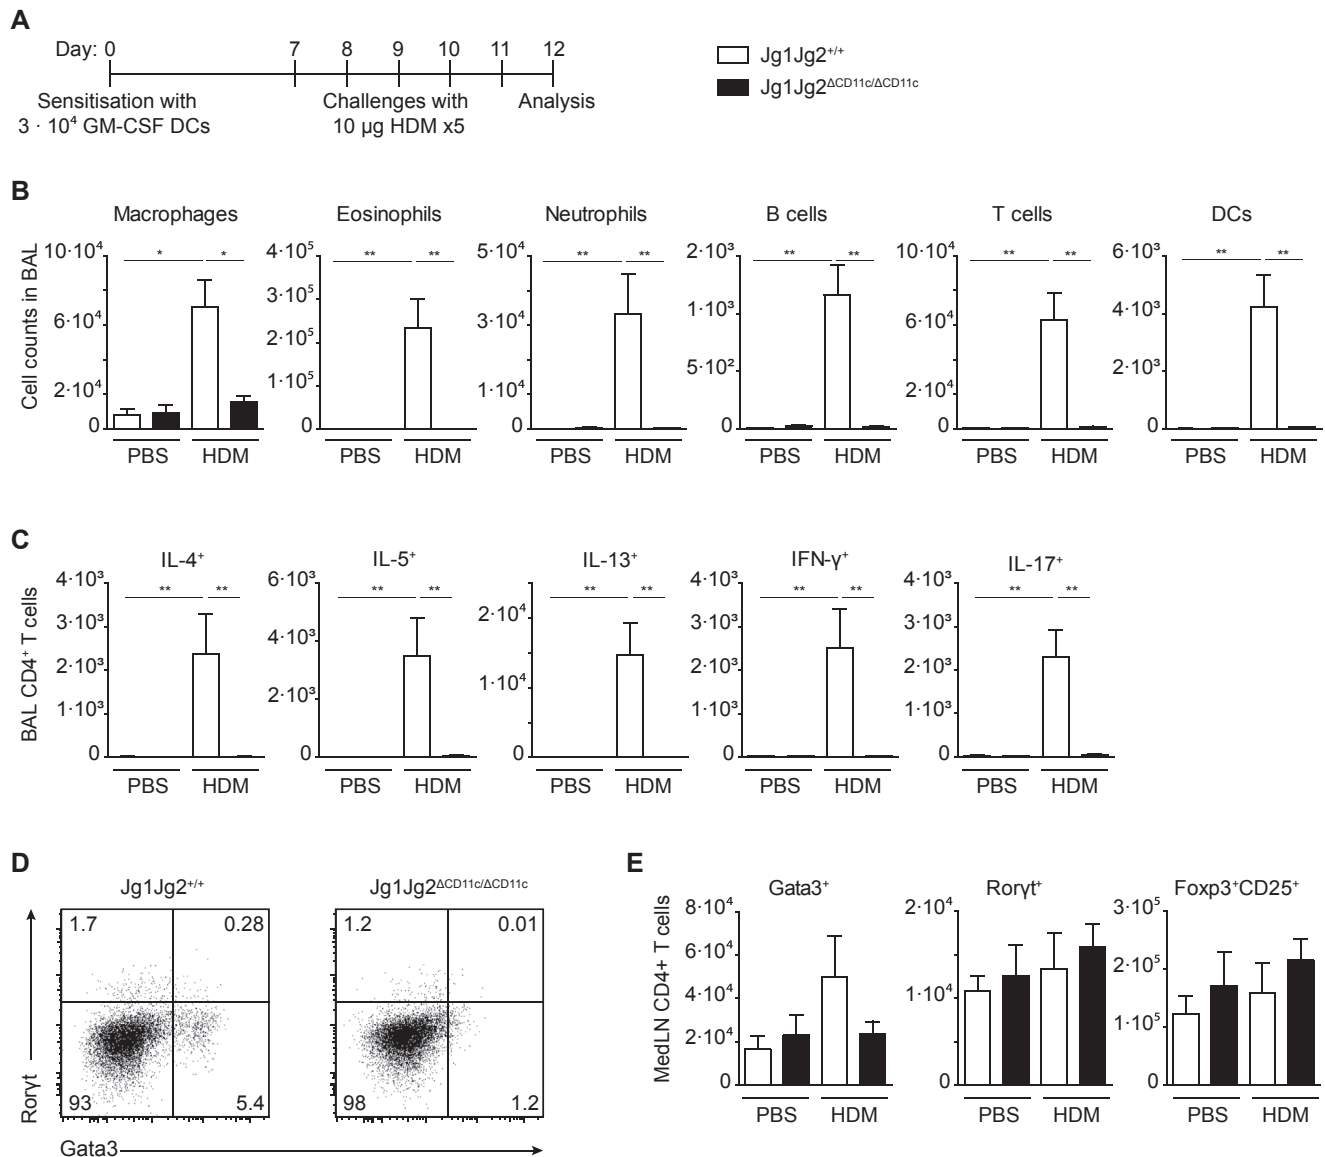 A
Day: 0 7 8 9 10 11 12
Sensitisation with
3 · 10⁴ GM-CSF DCs
Challenges with
10 µg HDM x5
Analysis
Jg1Jg2+/+
Jg1Jg2ΔCD11c/ΔCD11c
B
Macrophages Eosinophils Neutrophils B cells T cells DCs
Cell counts in BAL
10·10⁴
6·10⁴
2·10⁴
0
* *
PBS HDM
4·10⁵
3·10⁵
2·10⁵
1·10⁵
0
** **
PBS HDM
5·10⁴
3·10⁴
1·10⁴
0
** **
PBS HDM
2·10³
1·10³
5·10²
0
** **
PBS HDM
10·10⁴
6·10⁴
2·10⁴
0
** **
PBS HDM
6·10³
4·10³
2·10³
0
** **
PBS HDM
C
IL-4⁺ IL-5⁺ IL-13⁺ IFN-γ⁺ IL-17⁺
BAL CD4⁺ T cells
4·10³
3·10³
2·10³
1·10³
0
** **
PBS HDM
6·10³
4·10³
2·10³
0
** **
PBS HDM
2·10⁴
1·10⁴
0
** **
PBS HDM
4·10³
3·10³
2·10³
1·10³
0
** **
PBS HDM
4·10³
3·10³
2·10³
1·10³
0
** **
PBS HDM
D
Jg1Jg2+/+
1.7 0.28
93 5.4
Jg1Jg2ΔCD11c/ΔCD11c
1.2 0.01
98 1.2
Rorγt
Gata3
E
Gata3⁺ Rorγt⁺ Foxp3⁺CD25⁺
MedLN CD4+ T cells
8·10⁴
6·10⁴
4·10⁴
2·10⁴
0
PBS HDM
2·10⁴
1·10⁴
0
PBS HDM
3·10⁵
2·10⁵
1·10⁵
0
PBS HDM